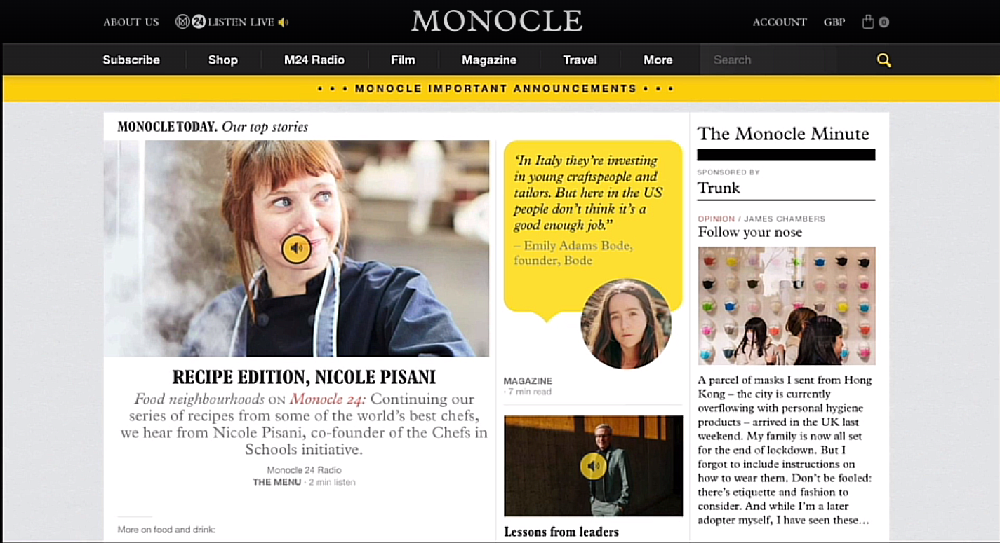 ABOUT US
24 LISTEN LIVE
MONOCLE
ACCOUNT
GBP
0
Subscribe
Shop
M24 Radio
Film
Magazine
Travel
More
Search
• • • MONOCLE IMPORTANT ANNOUNCEMENTS • • •
MONOCLE TODAY. Our top stories
RECIPE EDITION, NICOLE PISANI
Food neighbourhoods ON Monocle 24: Continuing our
series of recipes from some of the world’s best chefs,
we hear from Nicole Pisani, co-founder of the Chefs in
Schools initiative.
Monocle 24 Radio
THE MENU · 2 min listen
More on food and drink:
‘In Italy they’re investing
in young craftspeople and
tailors. But here in the US
people don’t think it’s a
good enough job.”
– Emily Adams Bode,
founder, Bode
MAGAZINE
· 7 min read
Lessons from leaders
The Monocle Minute
SPONSORED BY
Trunk
OPINION / JAMES CHAMBERS
Follow your nose
A parcel of masks I sent from Hong
Kong – the city is currently
overflowing with personal hygiene
products – arrived in the UK last
weekend. My family is now all set
for the end of lockdown. But I
forgot to include instructions on
how to wear them. Don’t be fooled:
there’s etiquette and fashion to
consider. And while I’m a later
adopter myself, I have seen these…